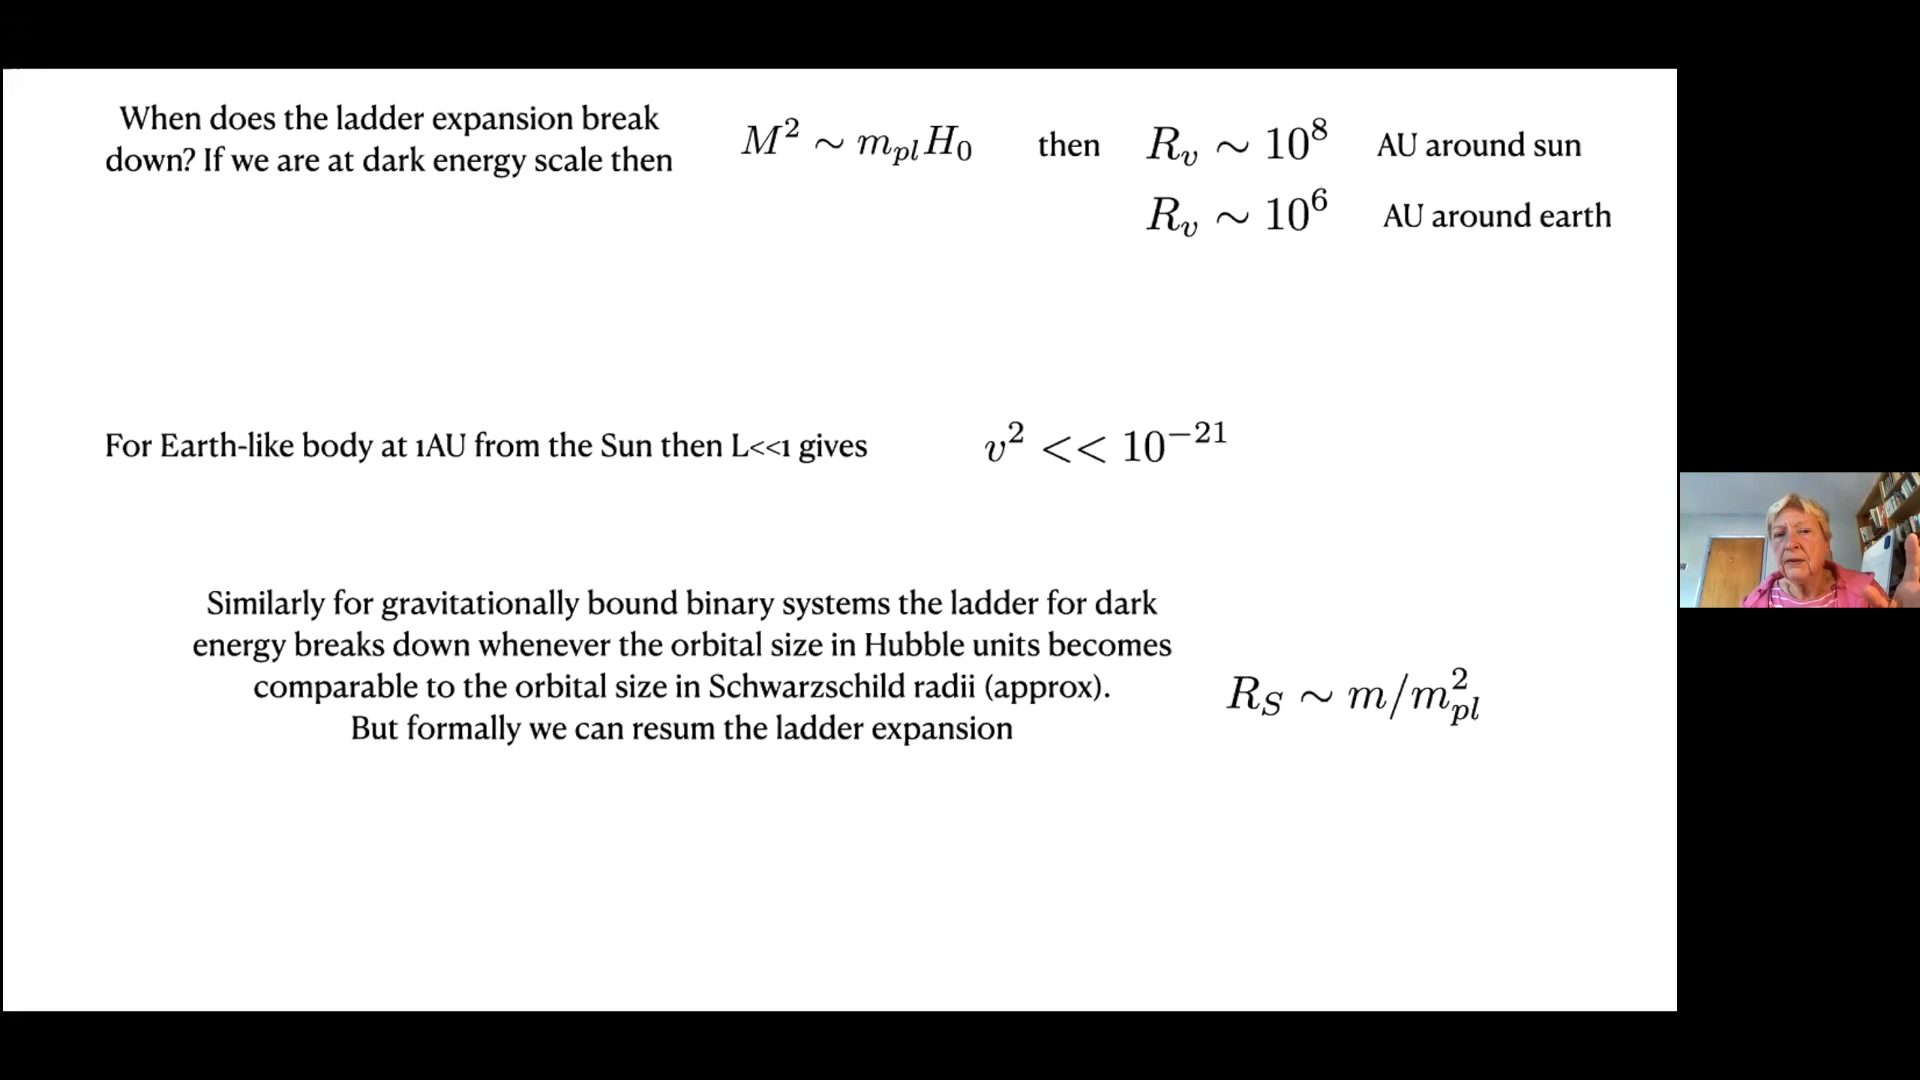 When does the ladder expansion break
down? If we are at dark energy scale then
M² ~ m_pl H₀ then R_v ~ 10⁸ AU around sun
R_v ~ 10⁶ AU around earth
For Earth-like body at 1AU from the Sun then L<<1 gives v² << 10⁻²¹
Similarly for gravitationally bound binary systems the ladder for dark
energy breaks down whenever the orbital size in Hubble units becomes
comparable to the orbital size in Schwarzschild radii (approx).
But formally we can resum the ladder expansion
R_S ~ m/m²_pl